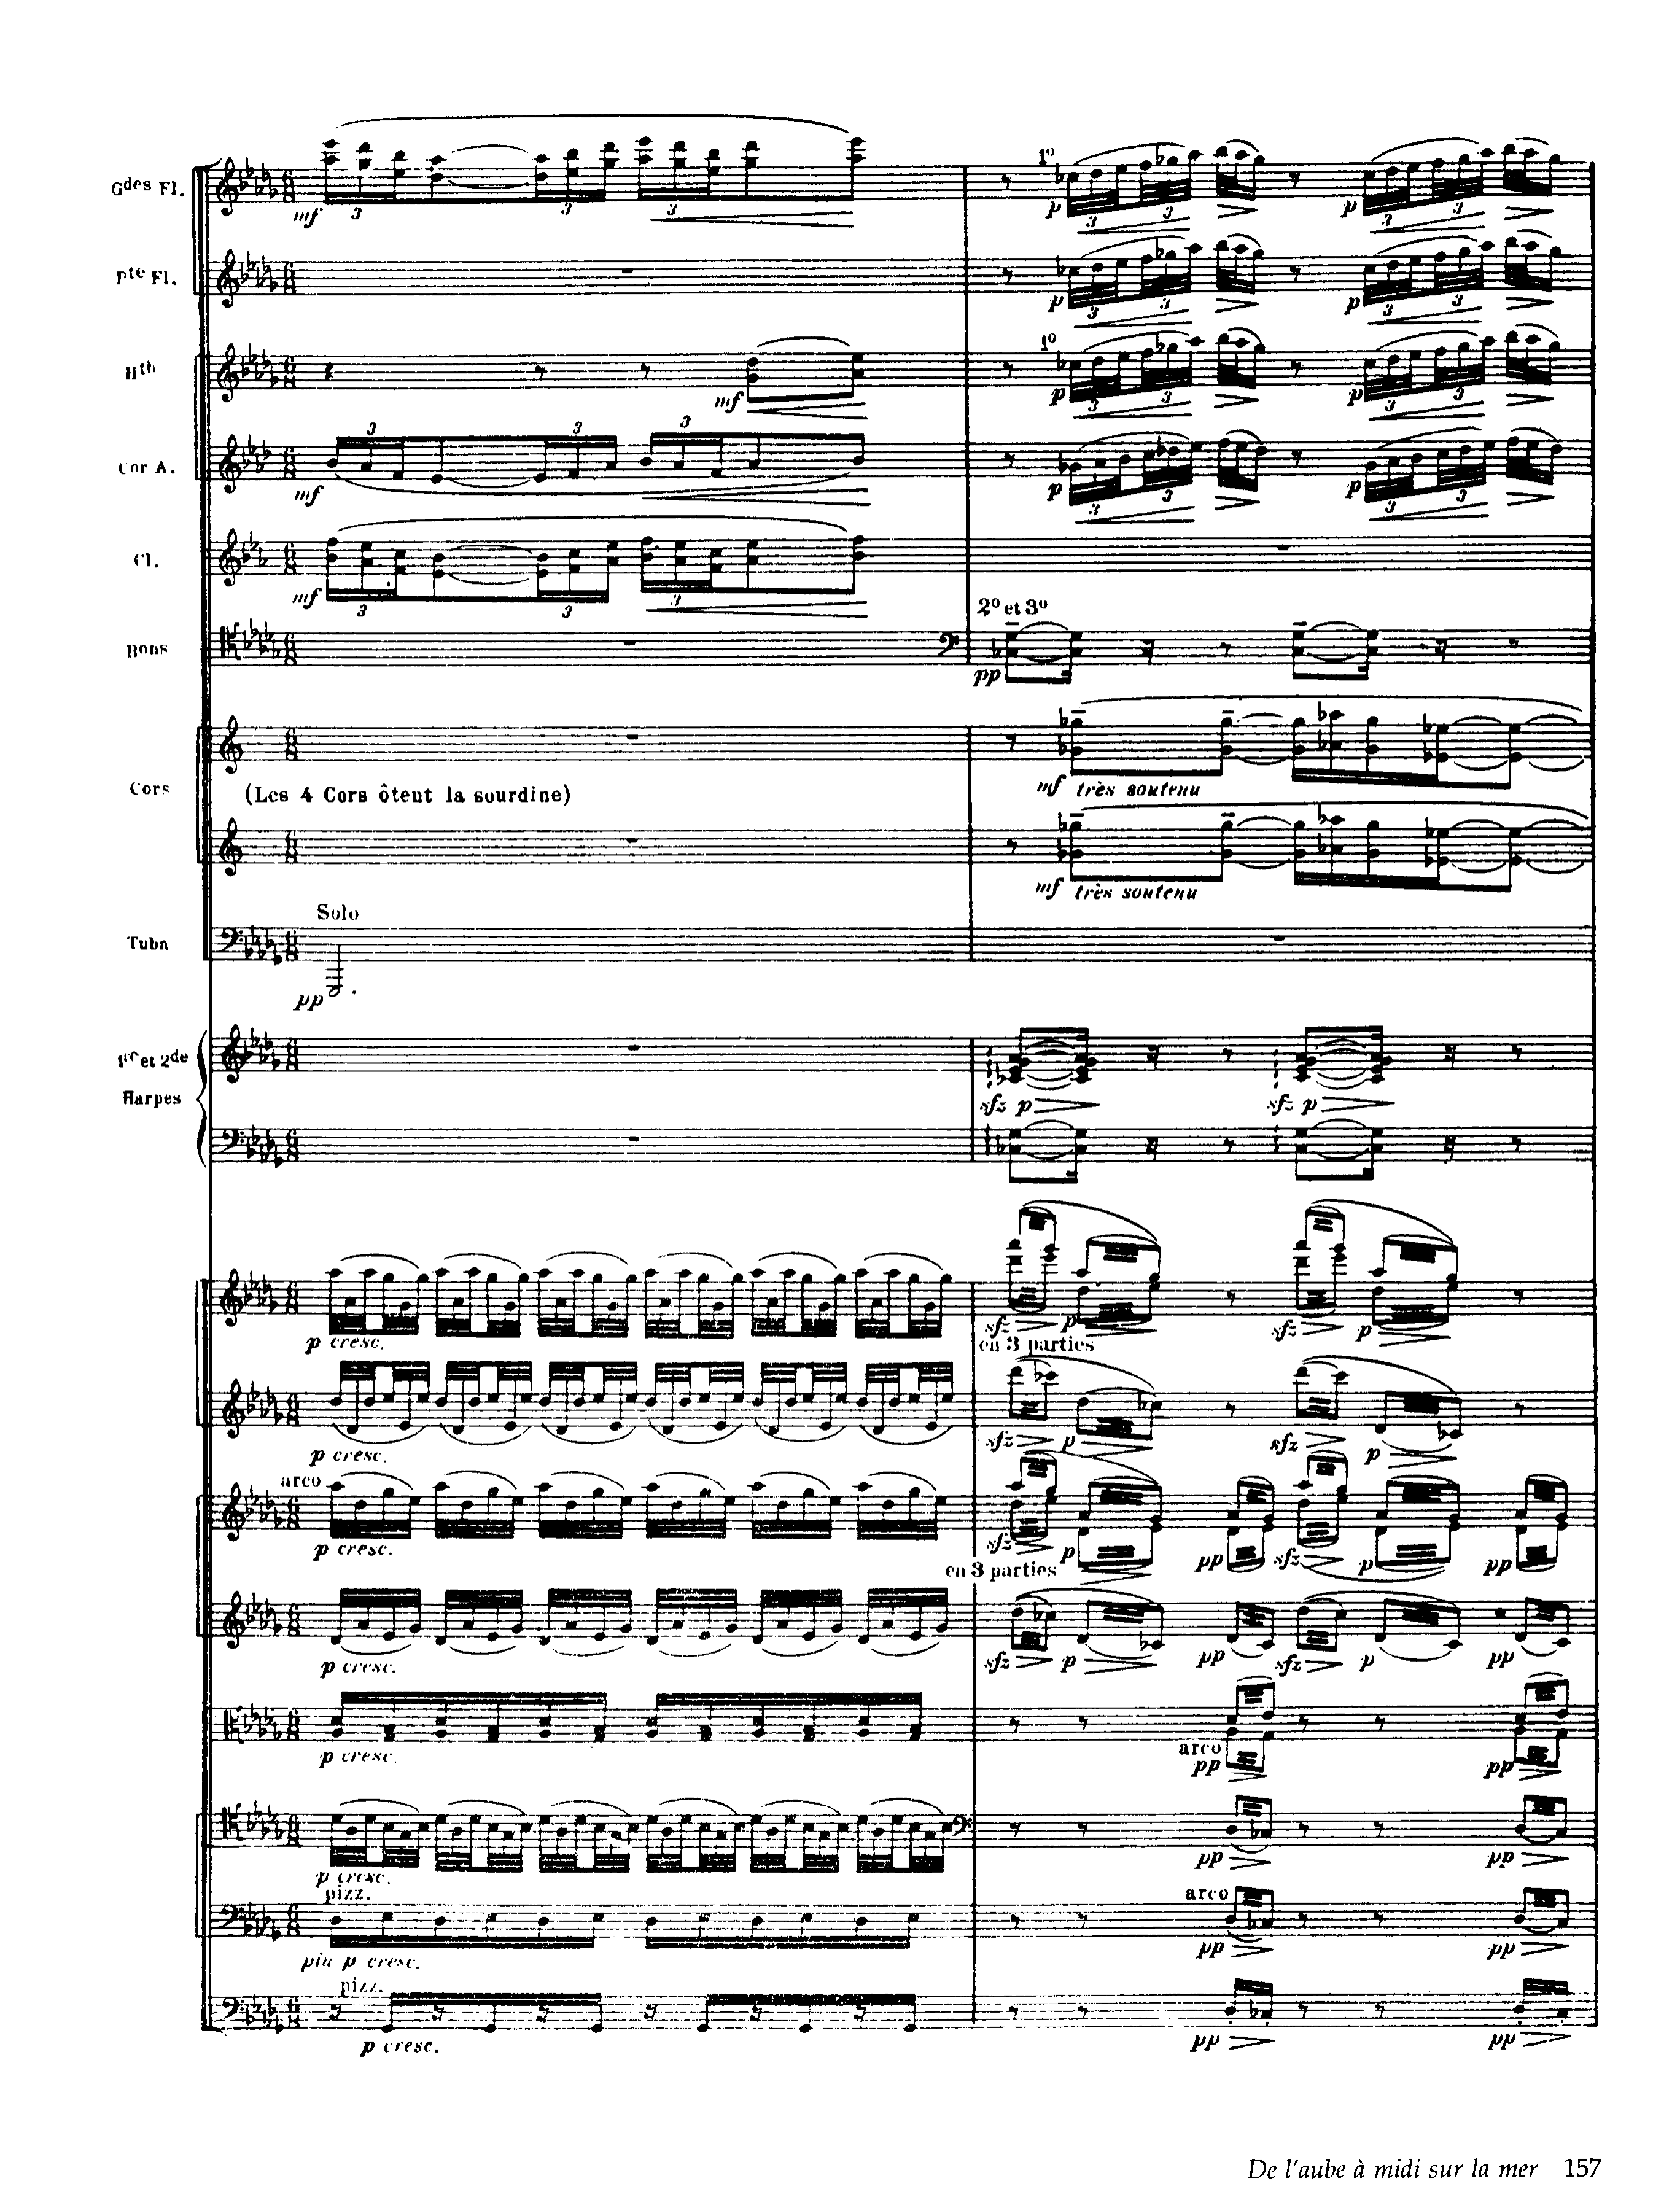 Gdes Fl.
mf
3
3
3
1º
p
3
3
p
3
3
pte Fl.
p
3
3
p
3
3
Htb
mf
1º
p
3
3
p
3
3
Cor A.
mf
3
3
3
p
3
3
p
3
3
Cl.
mf
3
3
3
Bons
2º et 3º
pp
Cors
(Les 4 Cors ôtent la sourdine)
mf très soutenu
mf très soutenu
Tuba
Solo
pp
1re et 2de
Harpes
sfz p
sfz p
p cresc.
sfz p
sfz p
en 3 parties
p cresc.
sfz p
sfz p
arco
p cresc.
sfz p pp
sfz p pp
en 3 parties
p cresc.
sfz p pp
sfz p pp
p cresc.
arco
pp
pp
p cresc.
pp
pp
pizz.
più p cresc.
arco
pp
pp
pizz.
p cresc.
pp
pp
De l'aube à midi sur la mer 157